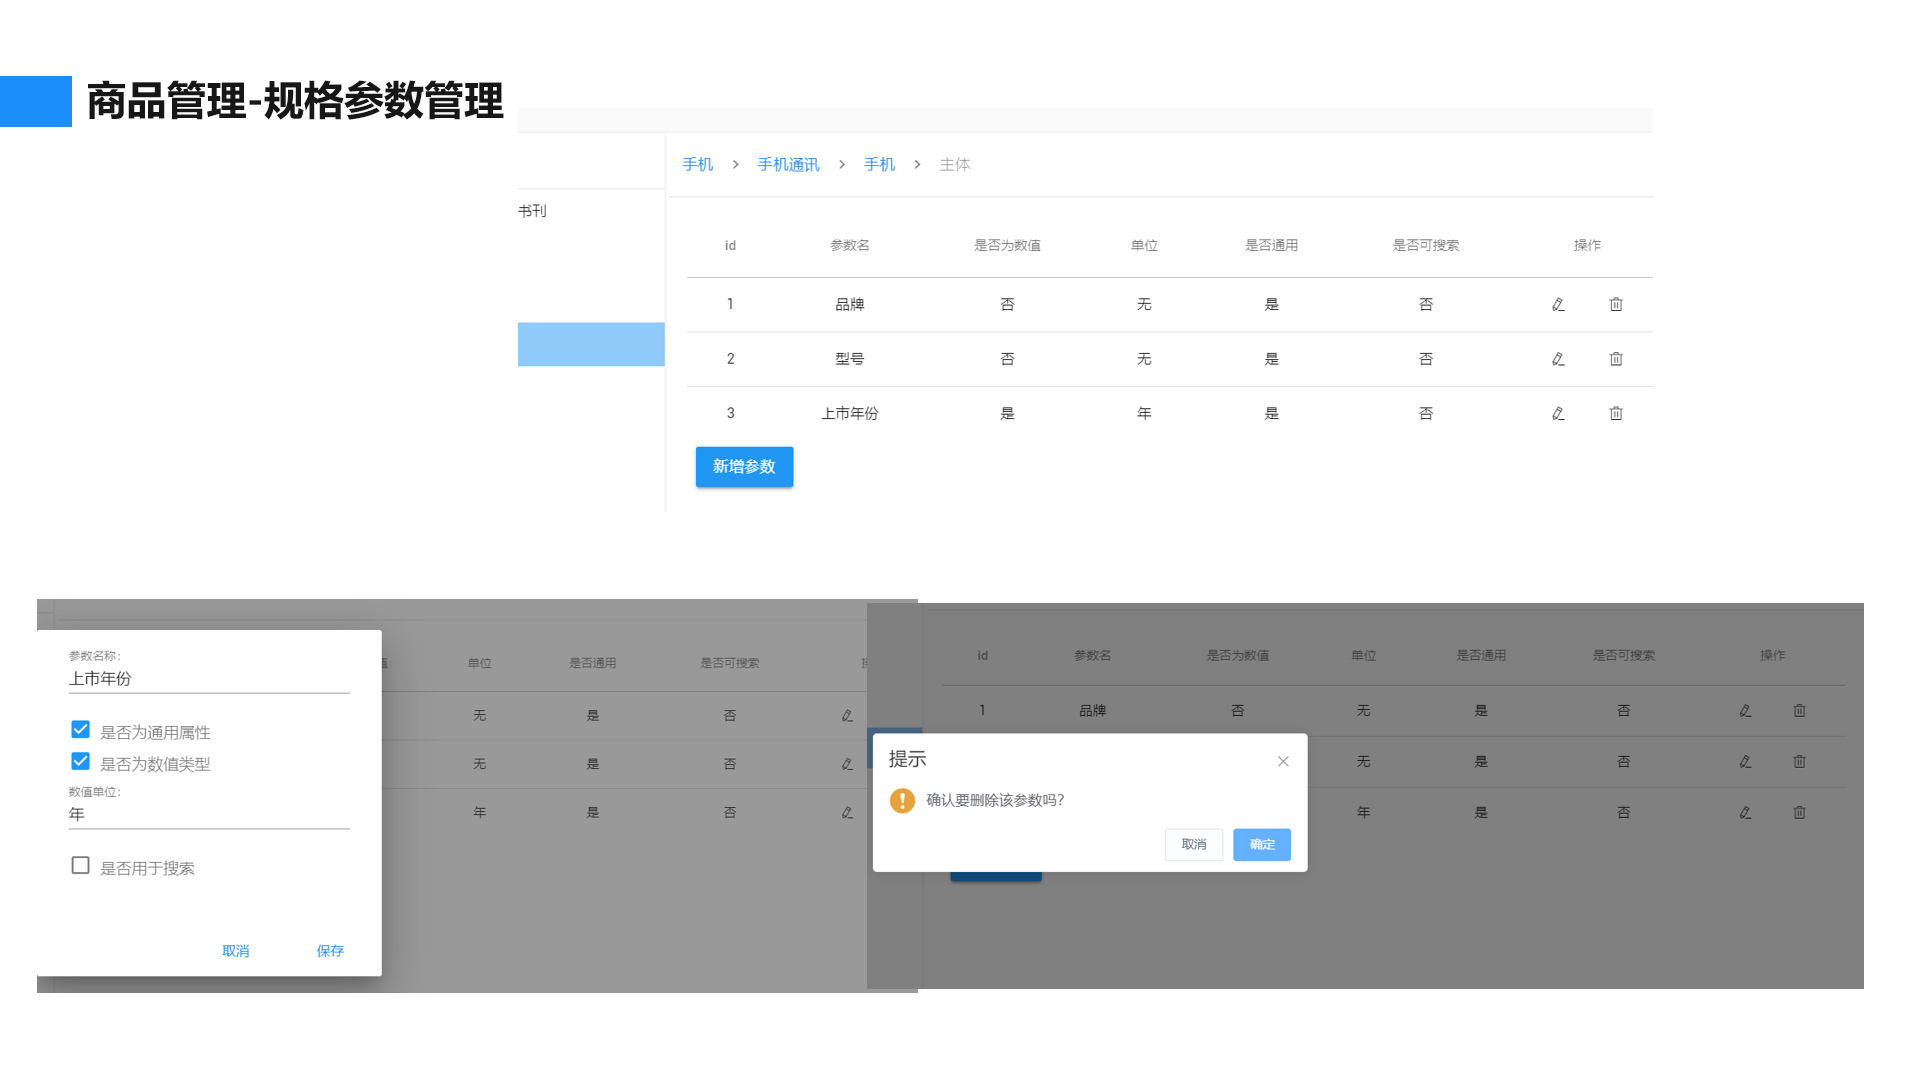 商品管理-规格参数管理
手机 > 手机通讯 > 手机 > 主体
书刊
id 参数名 是否为数值 单位 是否通用 是否可搜索 操作
1 品牌 否 无 是 否
2 型号 否 无 是 否
3 上市年份 是 年 是 否
新增参数
参数名称:
上市年份
是否为通用属性
是否为数值类型
数值单位:
年
是否用于搜索
取消 保存
单位 是否通用 是否可搜索
无 是 否
无 是 否
年 是 否
id 参数名 是否为数值 单位 是否通用 是否可搜索 操作
1 品牌 否 无 是 否
无 是 否
年 是 否
提示
确认要删除该参数吗?
取消 确定